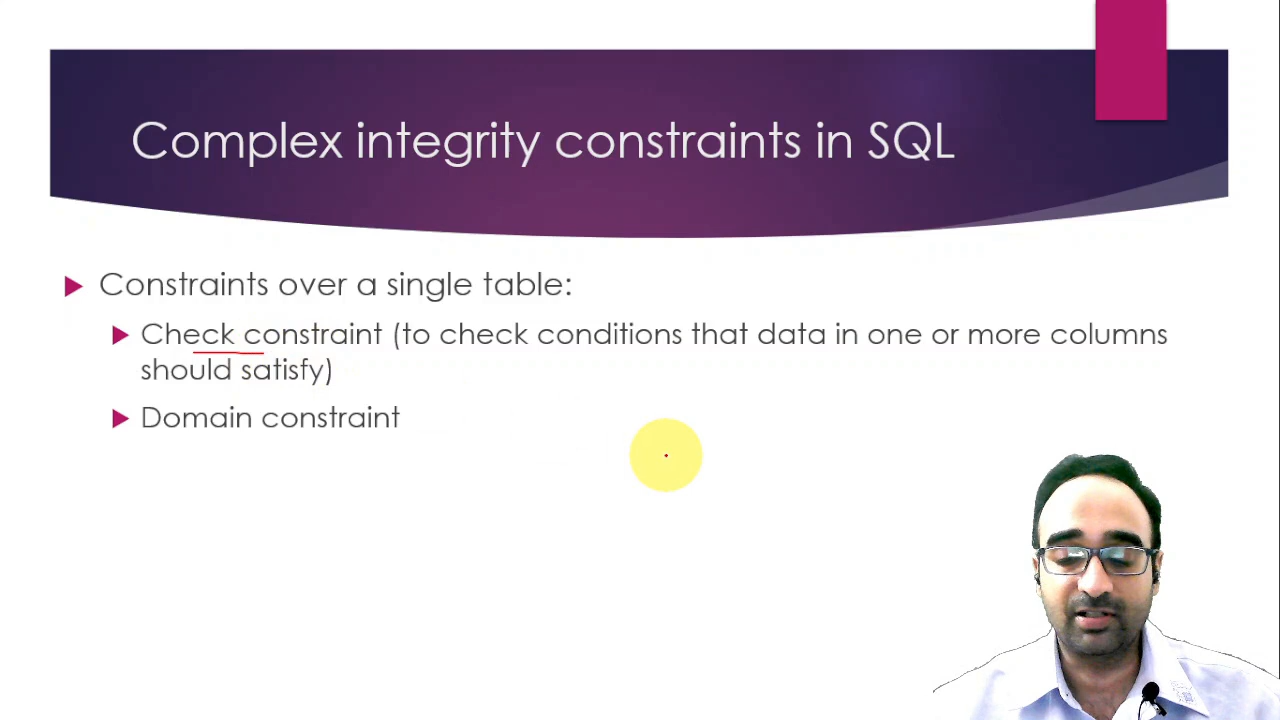 Complex integrity constraints in SQL
Constraints over a single table:
Check constraint (to check conditions that data in one or more columns
should satisfy)
Domain constraint